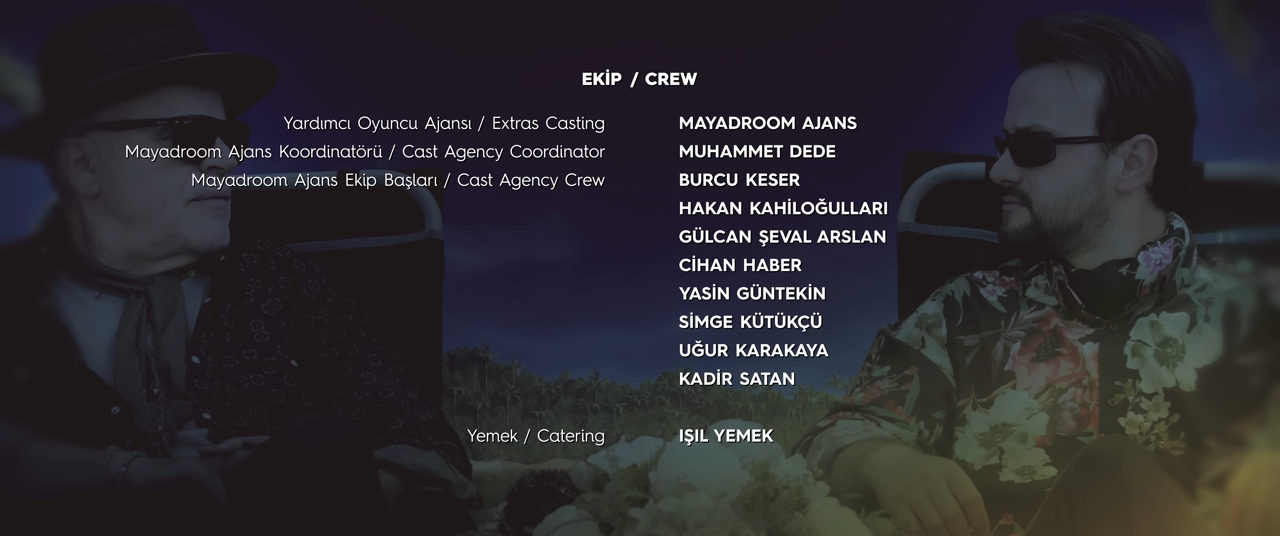 EKİP / CREW
Yardımcı Oyuncu Ajansı / Extras Casting MAYADROOM AJANS
Mayadroom Ajans Koordinatörü / Cast Agency Coordinator MUHAMMET DEDE
Mayadroom Ajans Ekip Başları / Cast Agency Crew BURCU KESER
HAKAN KAHİLOĞULLARI
GÜLCAN ŞEVAL ARSLAN
CİHAN HABER
YASİN GÜNTEKİN
SİMGE KÜTÜKÇÜ
UĞUR KARAKAYA
KADİR SATAN
Yemek / Catering IŞIL YEMEK